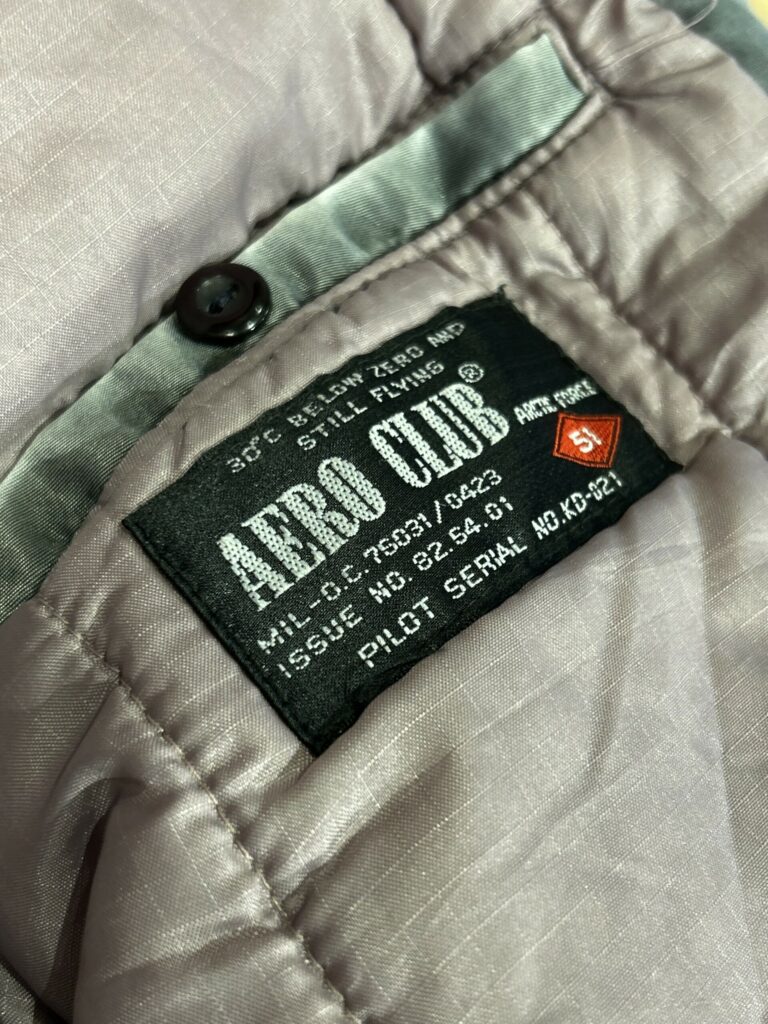 30°C BELOW ZERO AND
STILL FLYING
AERO CLUB®
ARCTIC FORCE
51
MIL-O.C.75031/0423
ISSUE NO. 82.54.01
PILOT SERIAL NO.KD-021